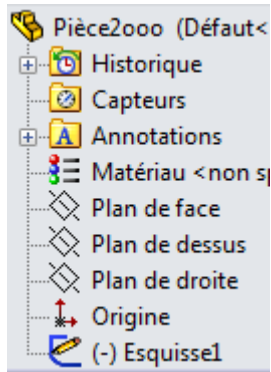 Pièce2ooo (Défaut<
Historique
Capteurs
Annotations
Matériau <non sp
Plan de face
Plan de dessus
Plan de droite
Origine
(-) Esquisse1